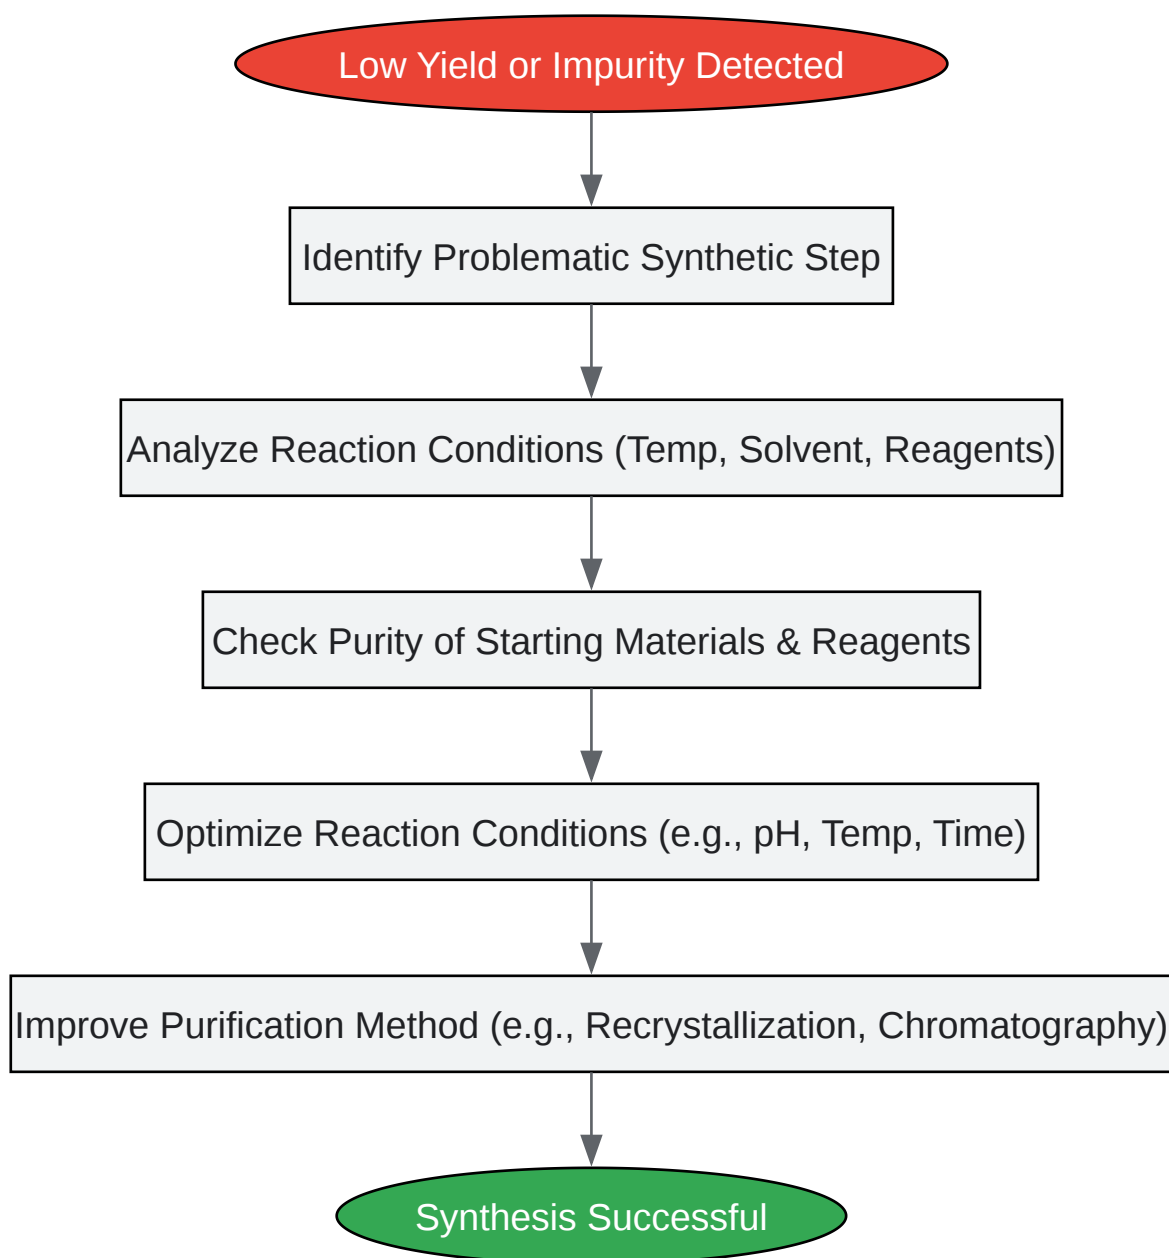 Low Yield or Impurity Detected
Identify Problematic Synthetic Step
Analyze Reaction Conditions (Temp, Solvent, Reagents)
Check Purity of Starting Materials & Reagents
Optimize Reaction Conditions (e.g., pH, Temp, Time)
Improve Purification Method (e.g., Recrystallization, Chromatography)
Synthesis Successful